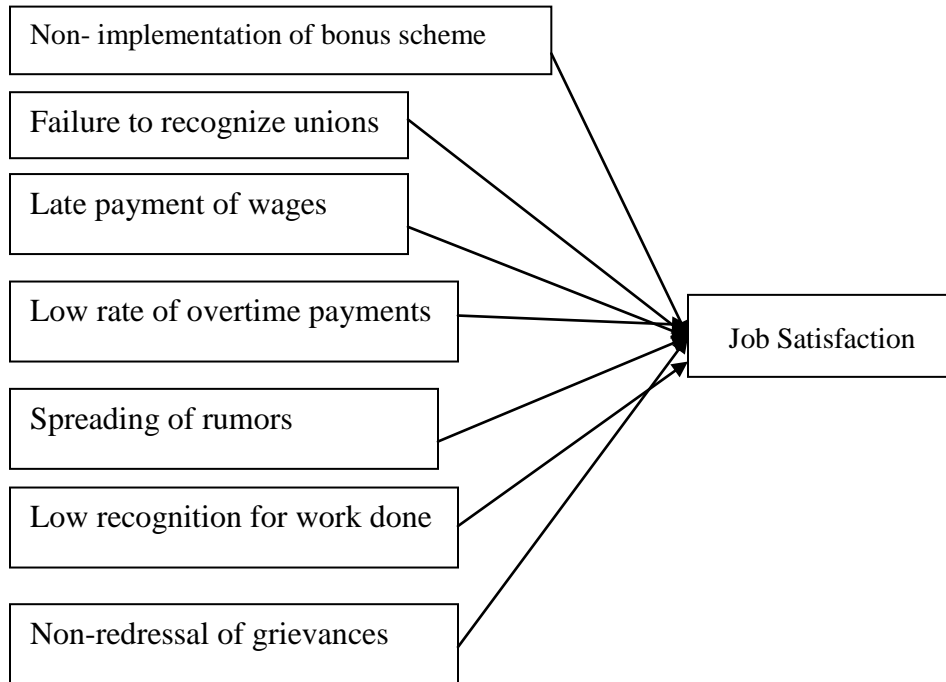 Non- implementation of bonus scheme
Failure to recognize unions
Late payment of wages
Low rate of overtime payments
Job Satisfaction
Spreading of rumors
Low recognition for work done
Non-redressal of grievances